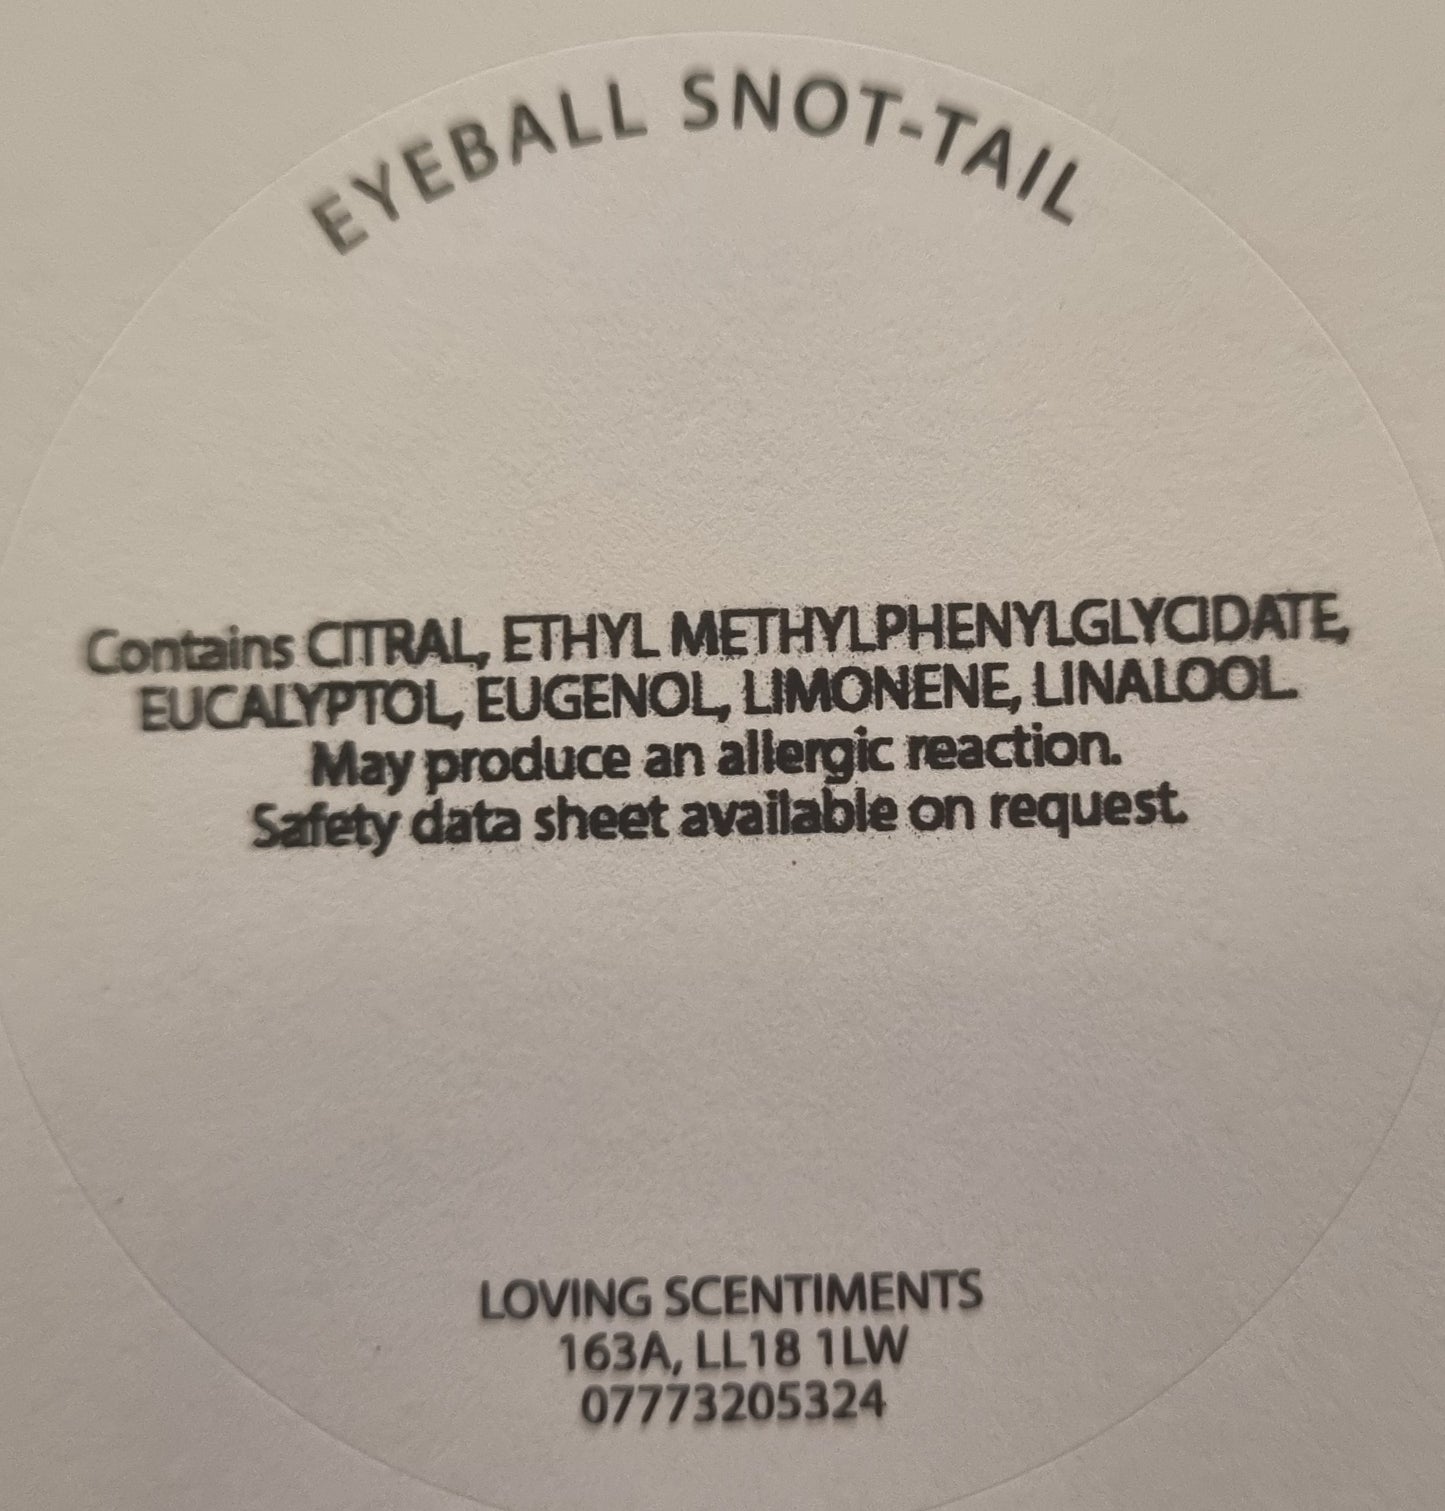 EYEBALL SNOT-TAIL
Contains CITRAL, ETHYL METHYLPHENYLGLYCIDATE,
EUCALYPTOL, EUGENOL, LIMONENE, LINALOOL.
May produce an allergic reaction.
Safety data sheet available on request.
LOVING SCENTIMENTS
163A, LL18 1LW
07773205324